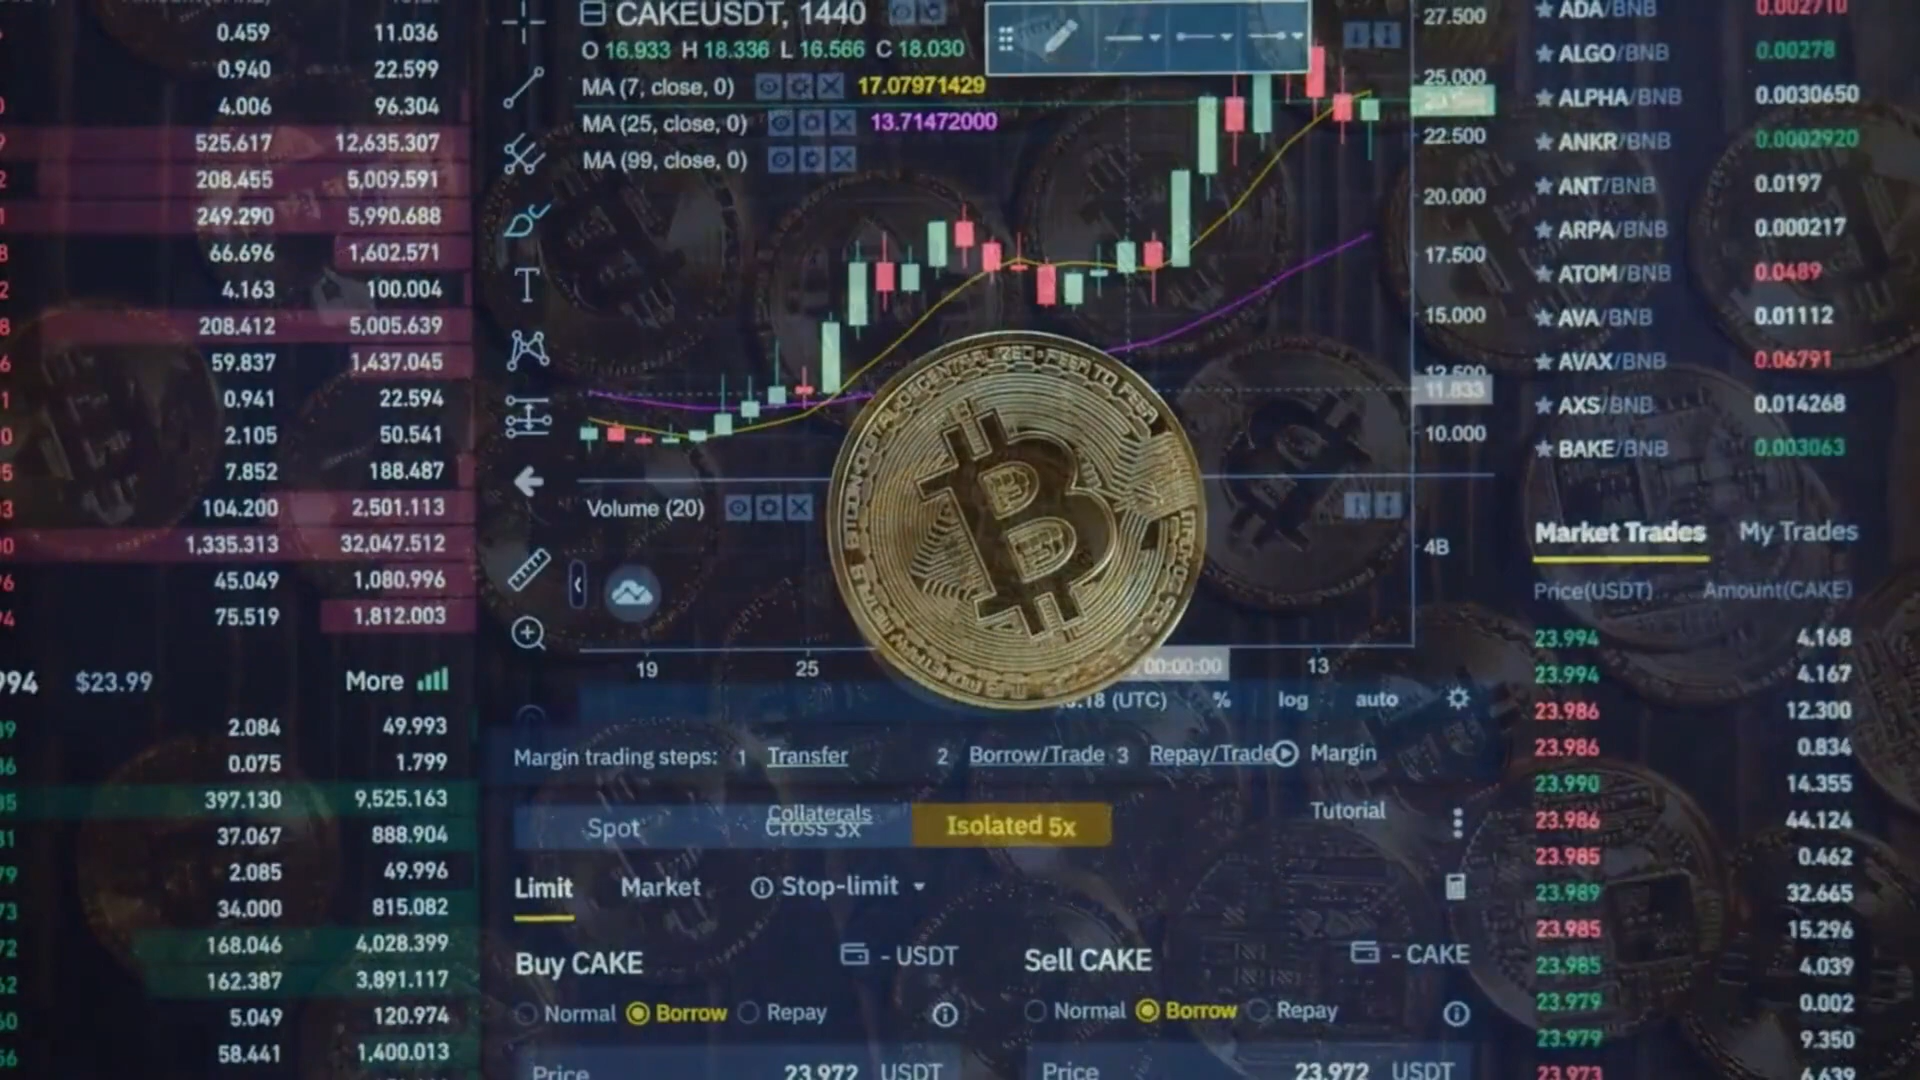 0.459 11.036
0.940 22.599
4.006 96.304
525.617 12,635.307
208.455 5,009.591
249.290 5,990.688
66.696 1,602.571
4.163 100.004
208.412 5,005.639
59.837 1,437.045
0.941 22.594
2.105 50.541
7.852 188.487
104.200 2,501.113
1,335.313 32,047.512
45.049 1,080.996
75.519 1,812.003
994 $23.99 More
2.084 49.993
0.075 1.799
397.130 9,525.163
37.067 888.904
2.085 49.996
34.000 815.082
168.046 4,028.399
162.387 3,891.117
5.049 120.974
58.441 1,400.013
CAKEUSDT, 1440
O 16.933 H 18.336 L 16.566 C 18.030
MA (7, close, 0) 17.07971429
MA (25, close, 0) 13.71472000
MA (99, close, 0)
27.500
25.000
22.500
20.000
17.500
15.000
12.500
11.833
10.000
Volume (20)
4B
DECENTRALIZED • PEER TO PEER
19 25 00:00:00 13
18 (UTC) % log auto
Margin trading steps: 1 Transfer 2 Borrow/Trade 3 Repay/Trade Margin
Collaterals Tutorial
Spot Cross 3x Isolated 5x
Limit Market Stop-limit
Buy CAKE - USDT Sell CAKE - CAKE
Normal Borrow Repay Normal Borrow Repay
Price 23.972 USDT Price 23.972 USDT
ADA/BNB 0.002710
ALGO/BNB 0.00278
ALPHA/BNB 0.0030650
ANKR/BNB 0.0002920
ANT/BNB 0.0197
ARPA/BNB 0.000217
ATOM/BNB 0.0489
AVA/BNB 0.01112
AVAX/BNB 0.06791
AXS/BNB 0.014268
BAKE/BNB 0.003063
Market Trades My Trades
Price(USDT) Amount(CAKE)
23.994 4.168
23.994 4.167
23.986 12.300
23.986 0.834
23.990 14.355
23.986 44.124
23.985 0.462
23.989 32.665
23.985 15.296
23.985 4.039
23.979 0.002
23.979 9.350
23.973 6.639